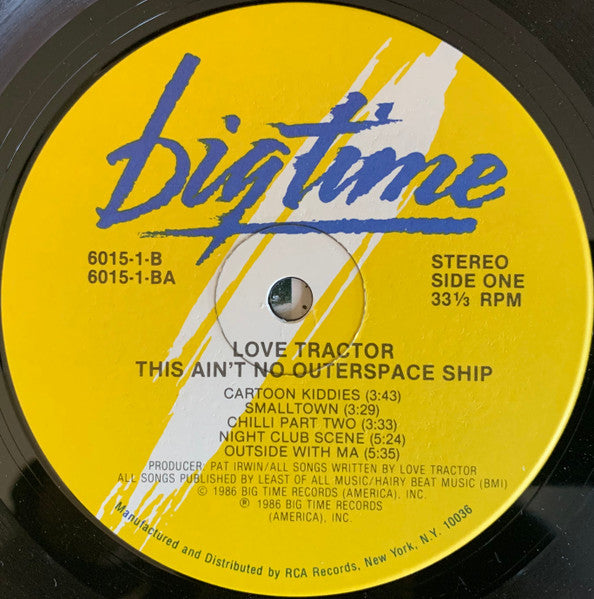 bigtime
6015-1-B
6015-1-BA
STEREO
SIDE ONE
33⅓ RPM
LOVE TRACTOR
THIS AIN'T NO OUTERSPACE SHIP
CARTOON KIDDIES (3:43)
SMALLTOWN (3:29)
CHILLI PART TWO (3:33)
NIGHT CLUB SCENE (5:24)
OUTSIDE WITH MA (5:35)
PRODUCER: PAT IRWIN/ALL SONGS WRITTEN BY LOVE TRACTOR
ALL SONGS PUBLISHED BY LEAST OF ALL MUSIC/HAIRY BEAT MUSIC (BMI)
© 1986 BIG TIME RECORDS (AMERICA), INC.
℗ 1986 BIG TIME RECORDS
(AMERICA), INC.
Manufactured and Distributed by RCA Records, New York, N.Y. 10036